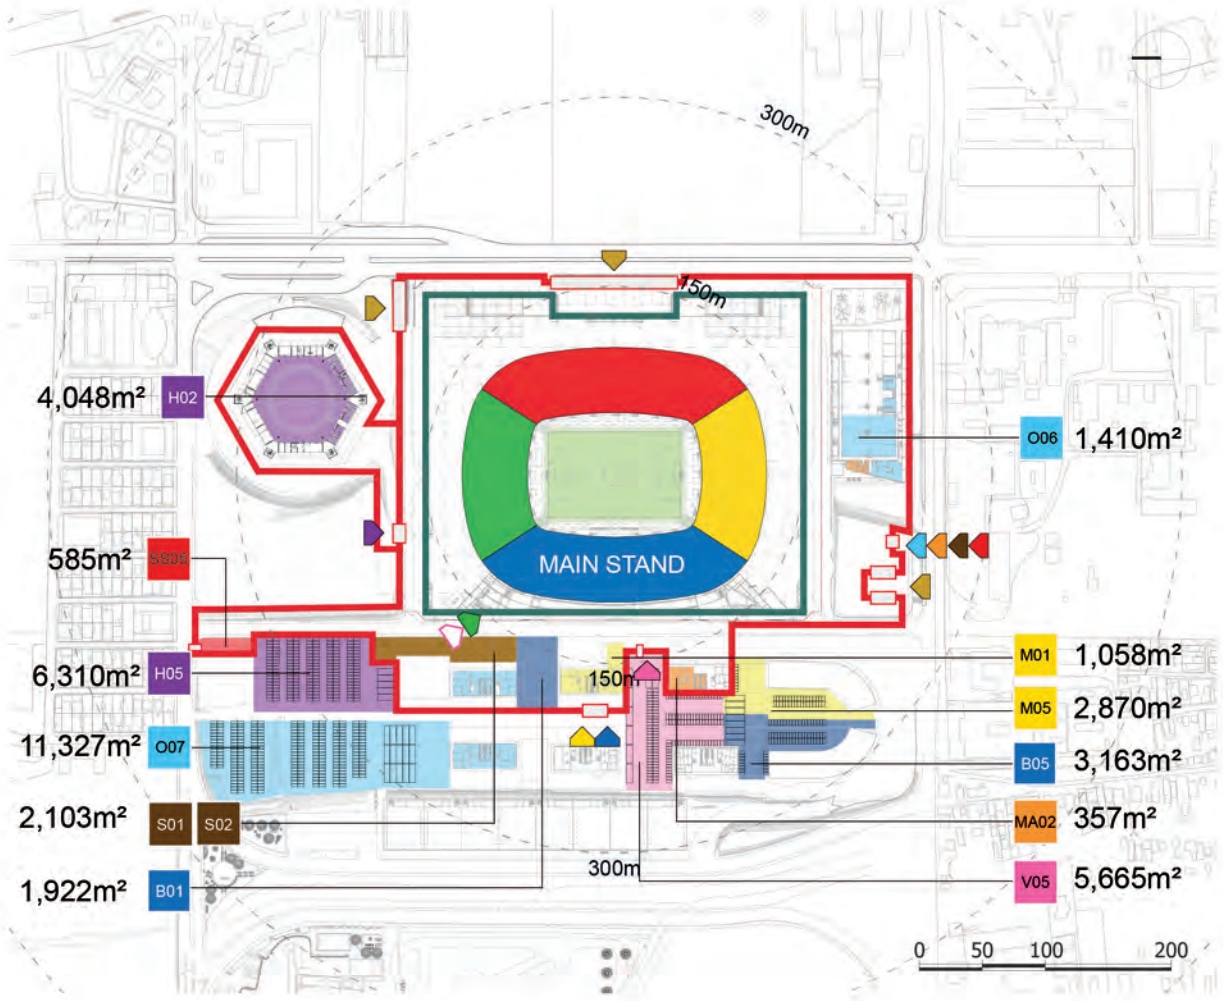 300m
150m
4,048m² H02
O06 1,410m²
MAIN STAND
585m² SS06
M01 1,058m²
6,310m² H05
150m
M05 2,870m²
11,327m² O07
B05 3,163m²
2,103m² S01 S02
MA02 357m²
300m
1,922m² B01
V05 5,665m²
0 50 100 200